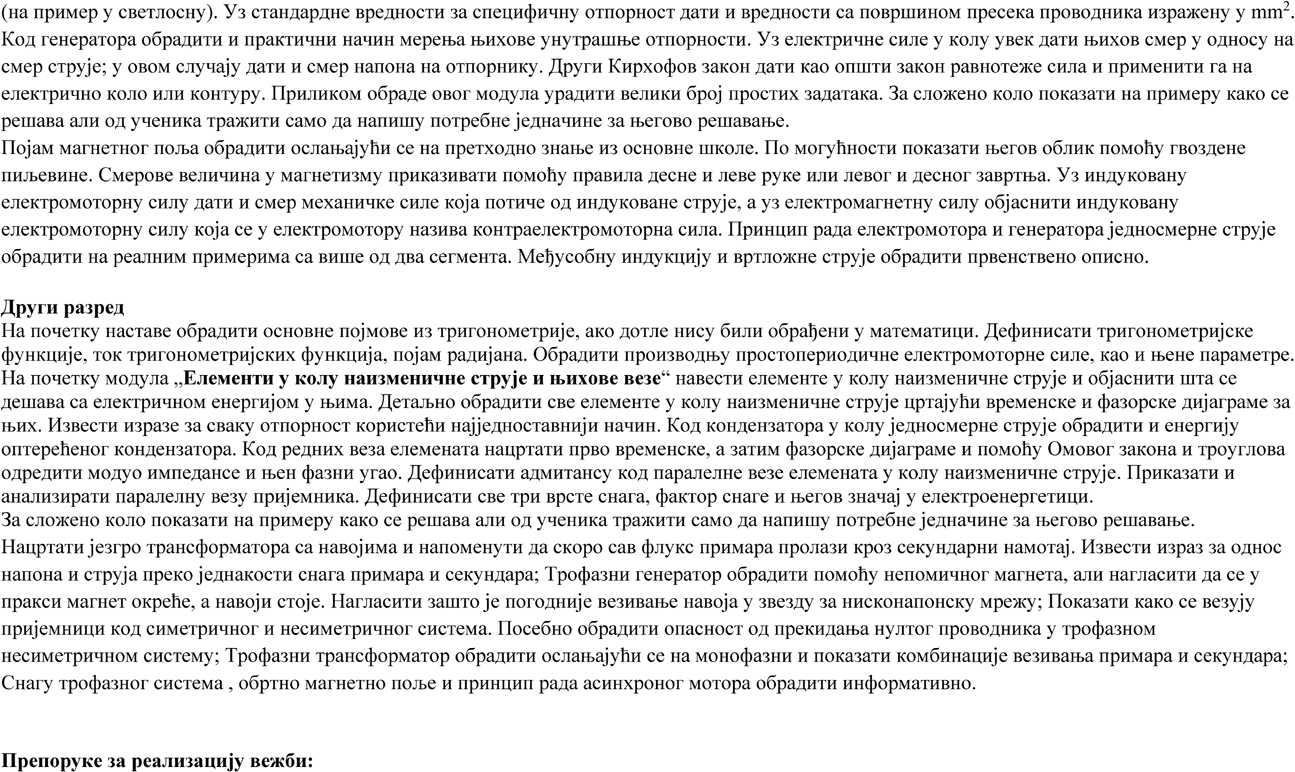 (на пример у светлосну). Уз стандардне вредности за специфичну отпорност дати и вредности са површином пресека проводника изражену у mm².
Код генератора обрадити и практични начин мерења њихове унутрашње отпорности. Уз електричне силе у колу увек дати њихов смер у односу на
смер струје; у овом случају дати и смер напона на отпорнику. Други Кирхофов закон дати као општи закон равнотеже сила и применити га на
електрично коло или контуру. Приликом обраде овог модула урадити велики број простих задатака. За сложено коло показати на примеру како се
решава али од ученика тражити само да напишу потребне једначине за његово решавање.
Појам магнетног поља обрадити ослањајући се на претходно знање из основне школе. По могућности показати његов облик помоћу гвоздене
пиљевине. Смерове величина у магнетизму приказивати помоћу правила десне и леве руке или левог и десног завртња. Уз индуковану
електромоторну силу дати и смер механичке силе која потиче од индуковане струје, а уз електромагнетну силу објаснити индуковану
електромоторну силу која се у електромотору назива контраелектромоторна сила. Принцип рада електромотора и генератора једносмерне струје
обрадити на реалним примерима са више од два сегмента. Међусобну индукцију и вртложне струје обрадити првенствено описно.
Други разред
На почетку наставе обрадити основне појмове из тригонометрије, ако дотле нису били обрађени у математици. Дефинисати тригонометријске
функције, ток тригонометријских функција, појам радијана. Обрадити производњу простопериодичне електромоторне силе, као и њене параметре.
На почетку модула „Елементи у колу наизменичне струје и њихове везе“ навести елементе у колу наизменичне струје и објаснити шта се
дешава са електричном енергијом у њима. Детаљно обрадити све елементе у колу наизменичне струје цртајући временске и фазорске дијаграме за
њих. Извести изразе за сваку отпорност користећи најједноставнији начин. Код кондензатора у колу једносмерне струје обрадити и енергију
оптерећеног кондензатора. Код редних веза елемената нацртати прво временске, а затим фазорске дијаграме и помоћу Омовог закона и троуглова
одредити модуо импедансе и њен фазни угао. Дефинисати адмитансу код паралелне везе елемената у колу наизменичне струје. Приказати и
анализирати паралелну везу пријемника. Дефинисати све три врсте снага, фактор снаге и његов значај у електроенергетици.
За сложено коло показати на примеру како се решава али од ученика тражити само да напишу потребне једначине за његово решавање.
Нацртати језгро трансформатора са навојима и напоменути да скоро сав флукс примара пролази кроз секундарни намотај. Извести израз за однос
напона и струја преко једнакости снага примара и секундара; Трофазни генератор обрадити помоћу непомичног магнета, али нагласити да се у
пракси магнет окреће, а навоји стоје. Нагласити зашто је погодније везивање навоја у звезду за нисконапонску мрежу; Показати како се везују
пријемници код симетричног и несиметричног система. Посебно обрадити опасност од прекидања нултог проводника у трофазном
несиметричном систему; Трофазни трансформатор обрадити ослањајући се на монофазни и показати комбинације везивања примара и секундара;
Снагу трофазног система , обртно магнетно поље и принцип рада асинхроног мотора обрадити информативно.
Препоруке за реализацију вежби: